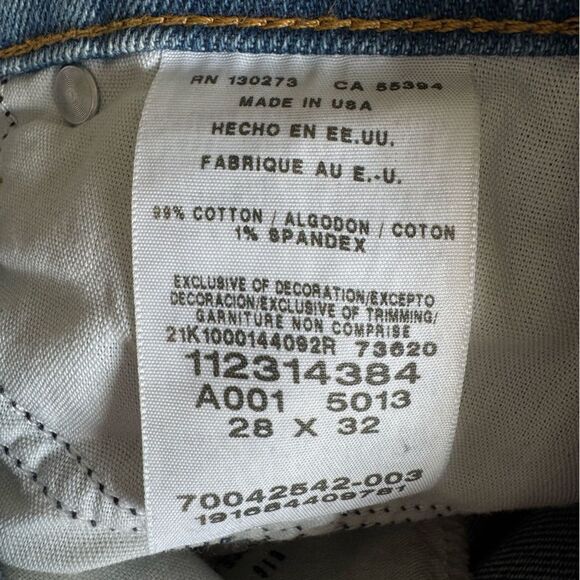 RN 130273 CA 55394
MADE IN USA
HECHO EN EE.UU.
FABRIQUE AU E.-U.
99% COTTON / ALGODON / COTON
1% SPANDEX
EXCLUSIVE OF DECORATION/EXCEPTO
DECORACION/EXCLUSIVE OF TRIMMING/
GARNITURE NON COMPRISE
21K1000144092R 73620
112314384
A001 5013
28 X 32
70042542-003
191664409781